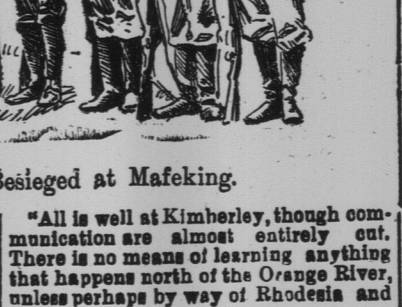 Besieged at Mafeking.
"All is well at Kimberley, though com-
munication are almost entirely cut.
There is no means of learning anything
that happens north of the Orange River,
unless perhaps by way of Rhodesia and